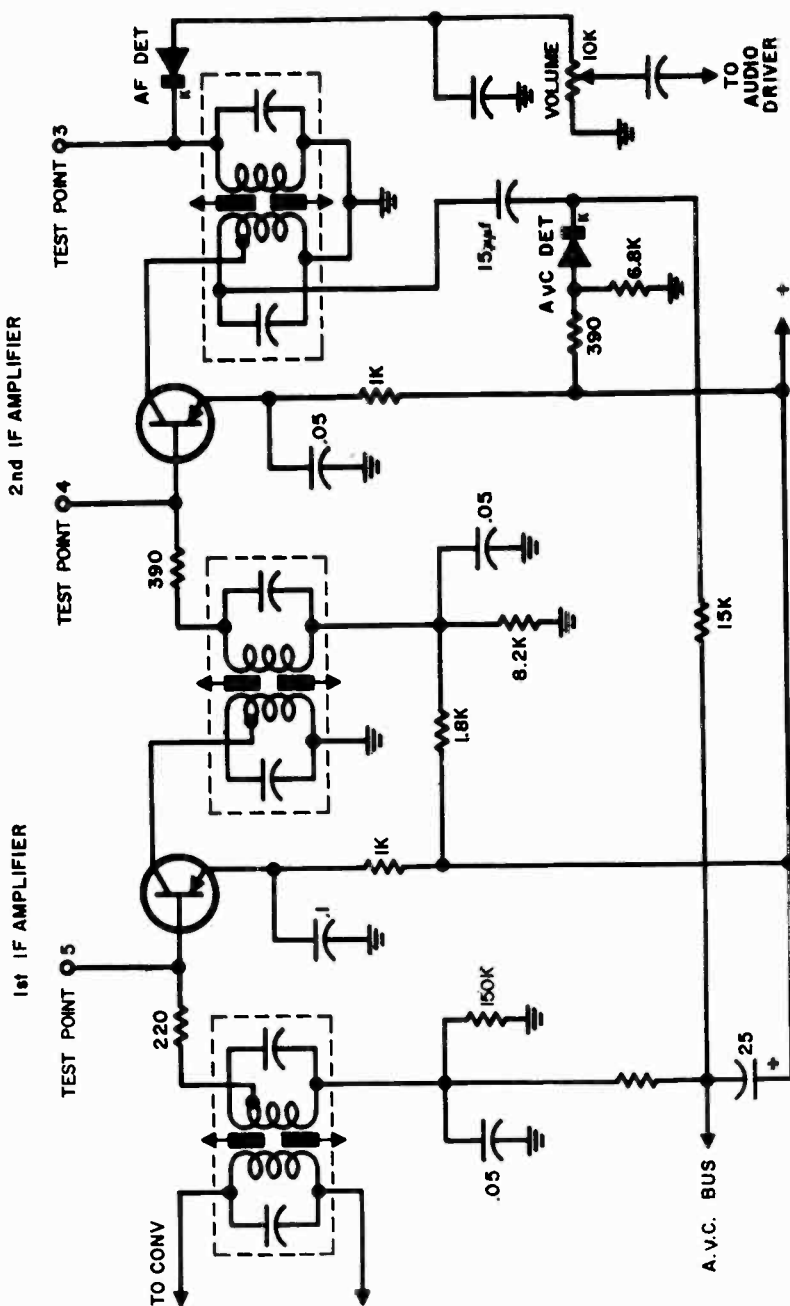 1st IF AMPLIFIER
2nd IF AMPLIFIER
TEST POINT 5
TEST POINT 4
TEST POINT 3
AF DET
K
TO CONV
220
390
.1
.05
1K
1K
.05
150K
1.8K
8.2K
.05
15µµf
AVC DET
K
390
6.8K
VOLUME
10K
TO
AUDIO
DRIVER
A.V.C. BUS
25
+
15K
+